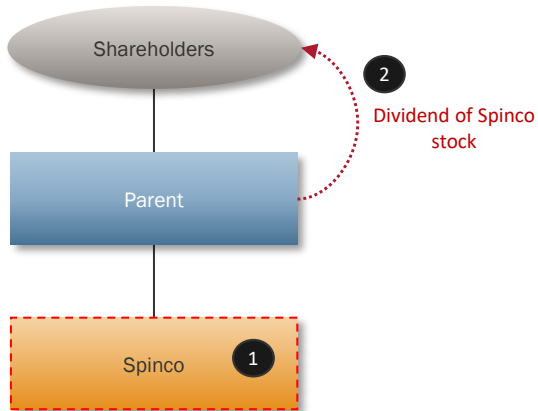 Shareholders
2
Dividend of Spinco
stock
Parent
Spinco
1